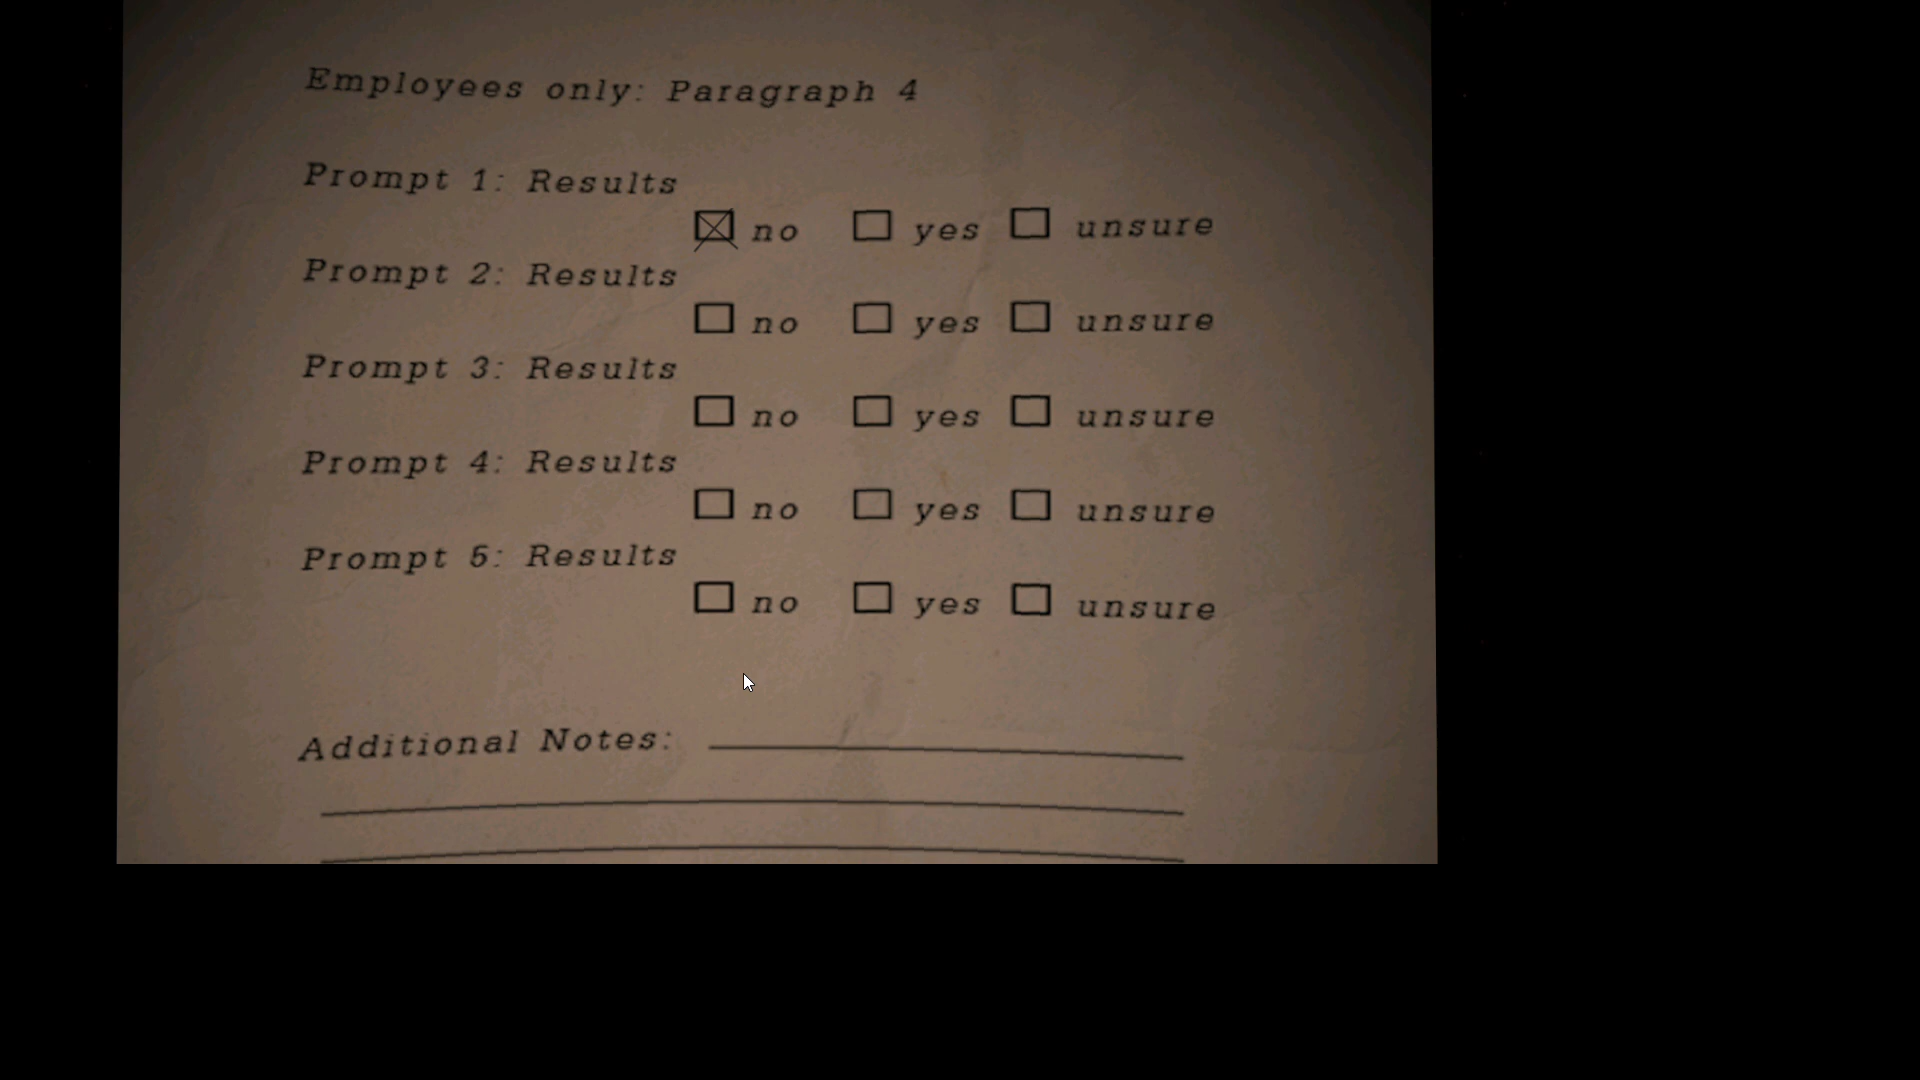 Employees only: Paragraph 4
Prompt 1: Results
no yes unsure
Prompt 2: Results
no yes unsure
Prompt 3: Results
no yes unsure
Prompt 4: Results
no yes unsure
Prompt 5: Results
no yes unsure
Additional Notes: